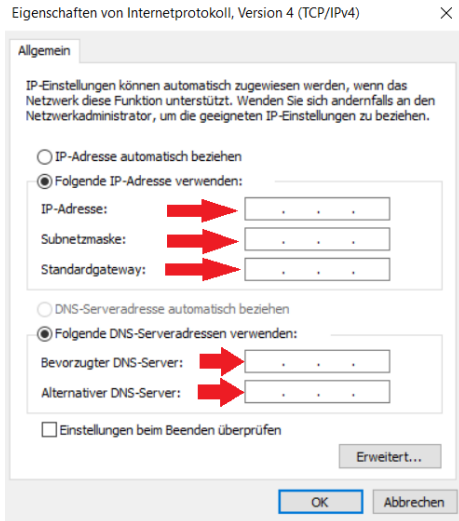 Eigenschaften von Internetprotokoll, Version 4 (TCP/IPv4)
Allgemein
IP-Einstellungen können automatisch zugewiesen werden, wenn das
Netzwerk diese Funktion unterstützt. Wenden Sie sich andernfalls an den
Netzwerkadministrator, um die geeigneten IP-Einstellungen zu beziehen.
IP-Adresse automatisch beziehen
Folgende IP-Adresse verwenden:
IP-Adresse:
Subnetzmaske:
Standardgateway:
DNS-Serveradresse automatisch beziehen
Folgende DNS-Serveradressen verwenden:
Bevorzugter DNS-Server:
Alternativer DNS-Server:
Einstellungen beim Beenden überprüfen
Erweitert...
OK Abbrechen